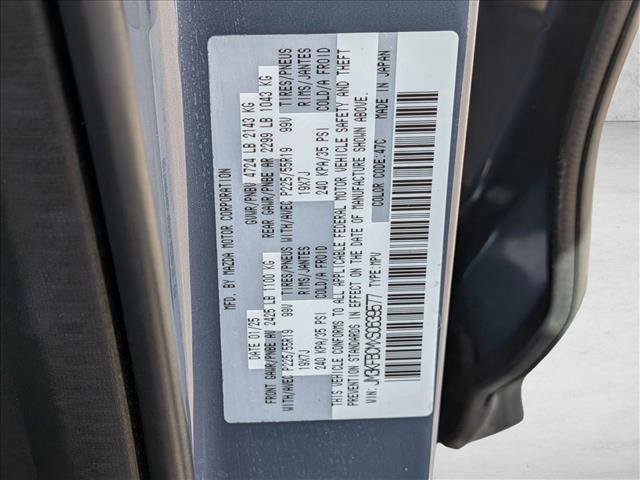 MFD. BY MAZDA MOTOR CORPORATION
DATE 01/25 GVWR/PNBV 4724 LB 2143 KG
FRONT GAWR/PNBE AV 2425 LB 1100 KG REAR GAWR/PNBE AR 2299 LB 1043 KG
WITH/AVEC P225/55R19 99V TIRES/PNEUS WITH/AVEC P225/55R19 99V TIRES/PNEUS
19X7J RIMS/JANTES 19X7J RIMS/JANTES
240 KPA/35 PSI COLD/A FROID 240 KPA/35 PSI COLD/A FROID
THIS VEHICLE CONFORMS TO ALL APPLICABLE FEDERAL MOTOR VEHICLE SAFETY AND THEFT
PREVENTION STANDARDS IN EFFECT ON THE DATE OF MANUFACTURE SHOWN ABOVE.
VIN: TYPE:MPV COLOR CODE:47C MADE IN JAPAN